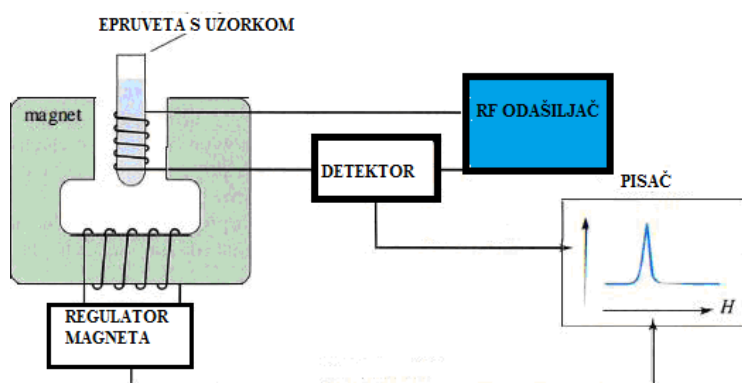 EPRUVETA S UZORKOM
magnet
RF ODAŠILJAČ
DETEKTOR
PISAČ
H
REGULATOR
MAGNETA